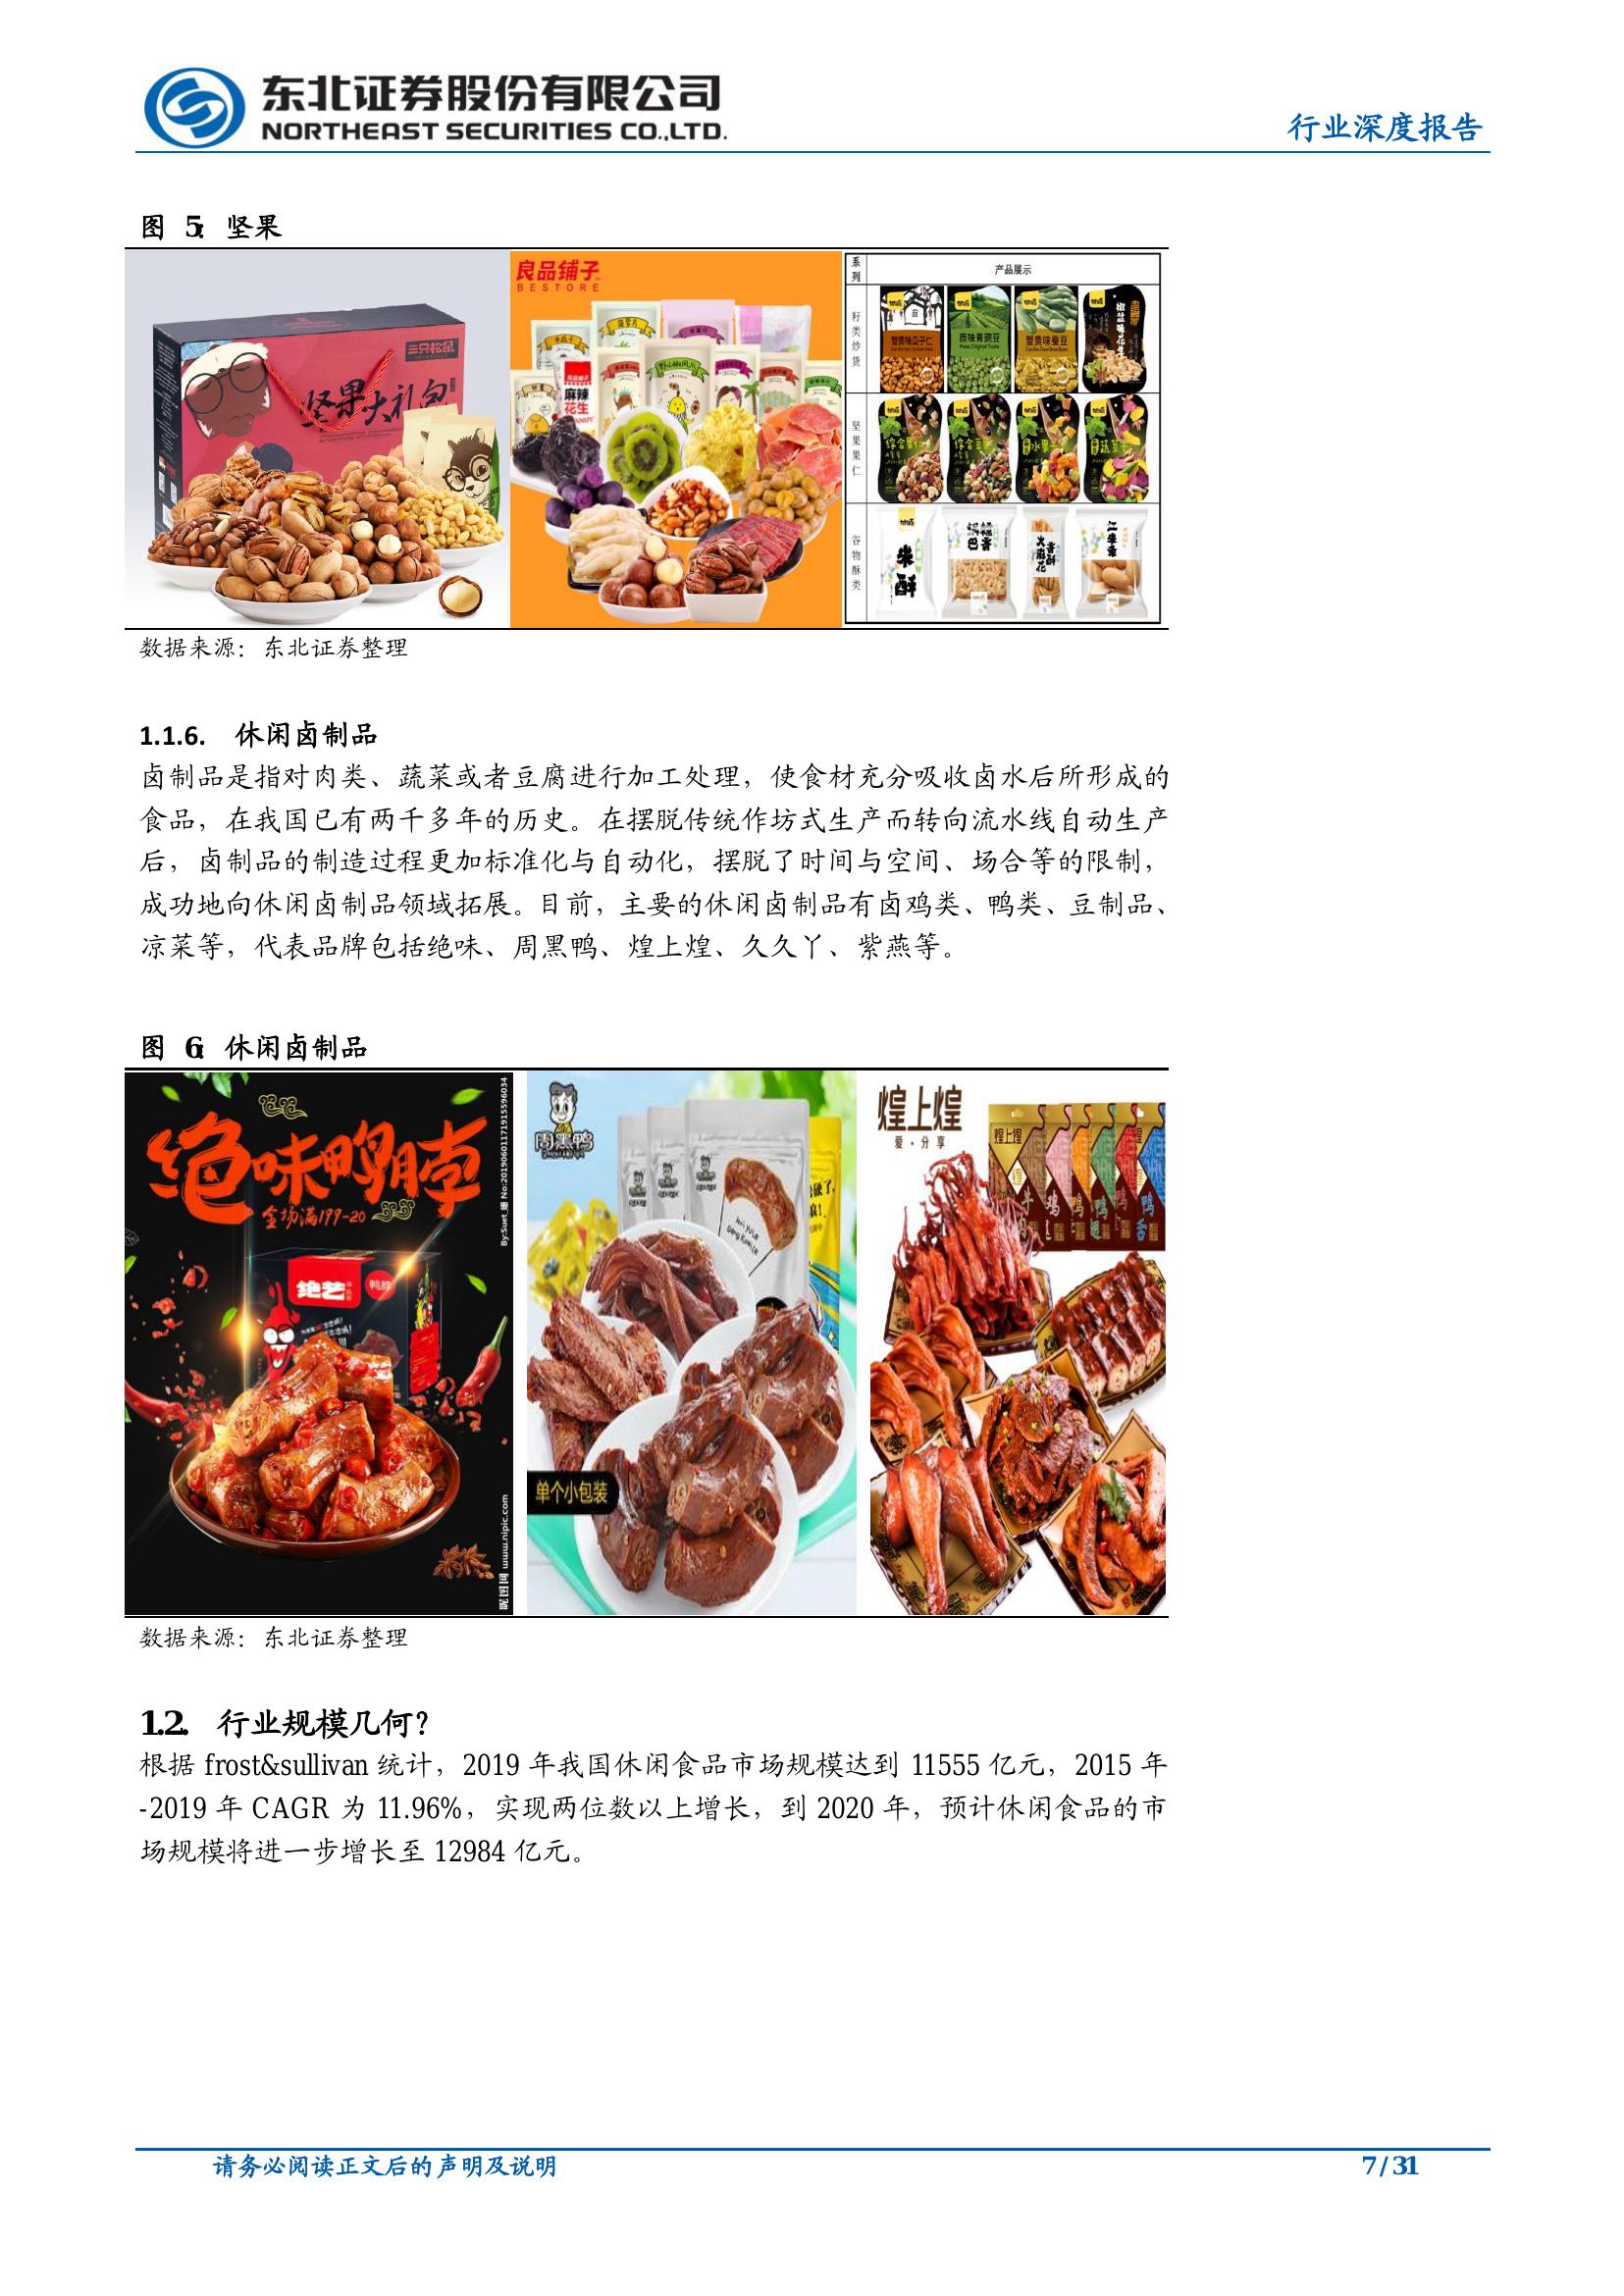 东北证券股份有限公司
NORTHEAST SECURITIES CO.,LTD.
行业深度报告
图 5: 坚果
三只松鼠
坚果大礼包
良品铺子
BESTORE
麻辣
花生
系列
产品展示
籽类炒货
蟹黄味瓜子仁
原味青豌豆
蟹黄味蚕豆
坚果果仁
谷物酥类
米酥
江米条
数据来源：东北证券整理
1.1.6. 休闲卤制品
卤制品是指对肉类、蔬菜或者豆腐进行加工处理，使食材充分吸收卤水后所形成的
食品，在我国已有两千多年的历史。在摆脱传统作坊式生产而转向流水线自动生产
后，卤制品的制造过程更加标准化与自动化，摆脱了时间与空间、场合等的限制，
成功地向休闲卤制品领域拓展。目前，主要的休闲卤制品有卤鸡类、鸭类、豆制品、
凉菜等，代表品牌包括绝味、周黑鸭、煌上煌、久久丫、紫燕等。
图 6: 休闲卤制品
绝味鸭脖
全场满199-20
绝艺
鸭脖
By:Suet_珊 No:20190601171915596034
昵图网 www.nipic.com
周黑鸭
单个小包装
煌上煌
爱·分享
煌上煌
数据来源：东北证券整理
1.2. 行业规模几何？
根据 frost&sullivan 统计，2019 年我国休闲食品市场规模达到 11555 亿元，2015 年
-2019 年 CAGR 为 11.96%，实现两位数以上增长，到 2020 年，预计休闲食品的市
场规模将进一步增长至 12984 亿元。
请务必阅读正文后的声明及说明
7 / 31